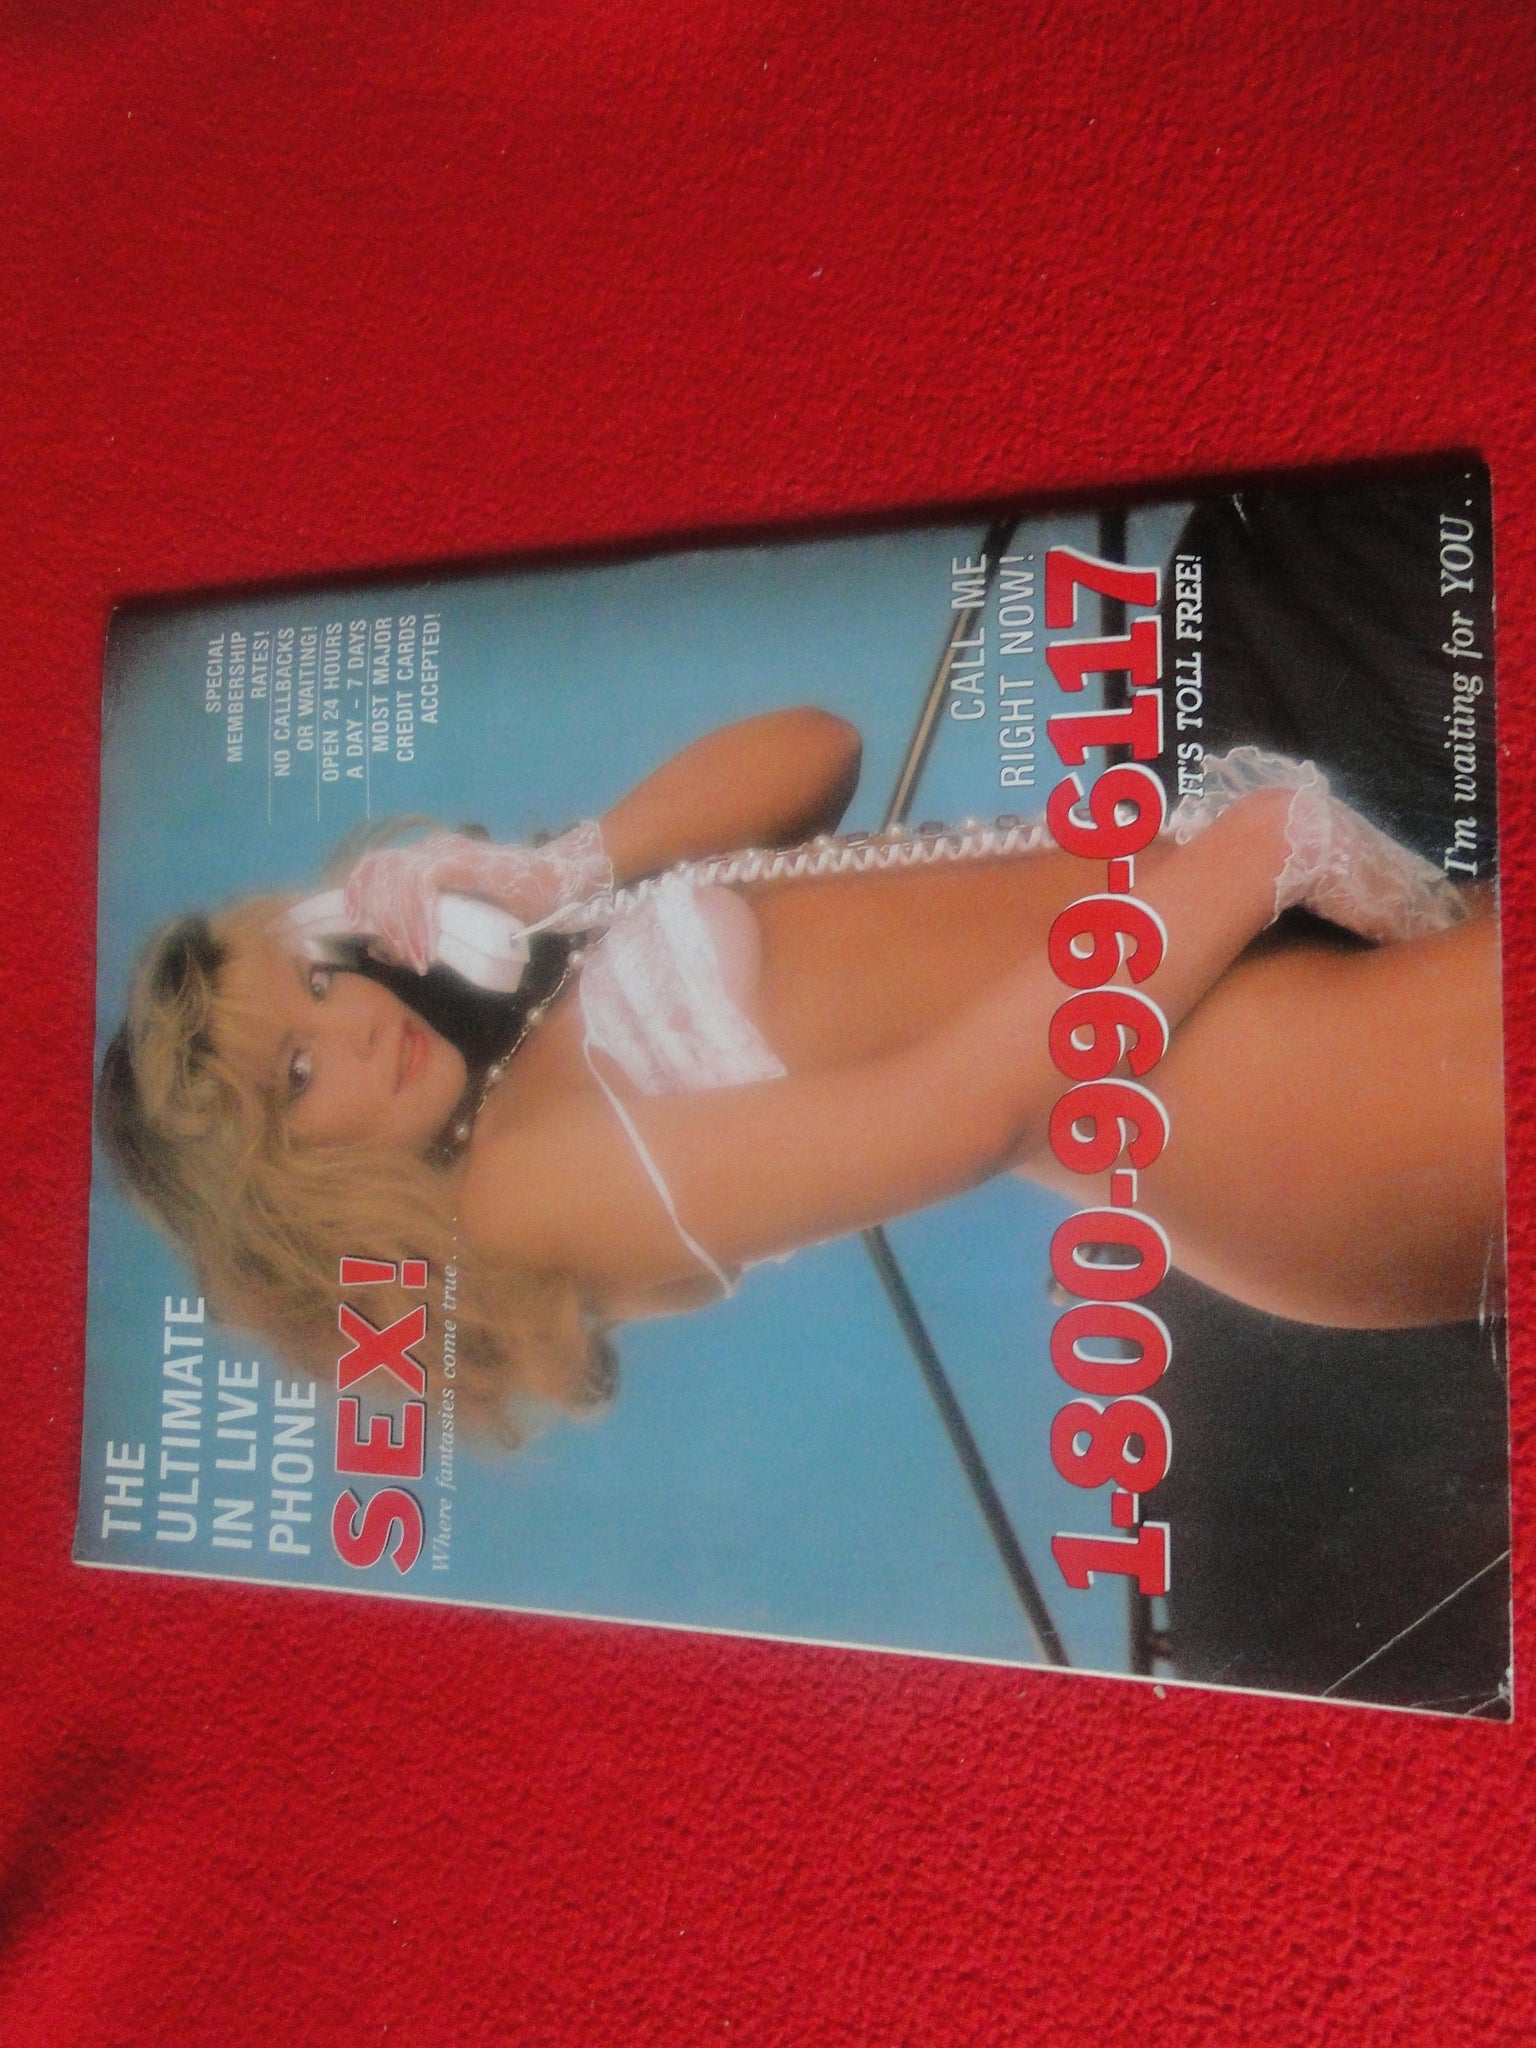 THE
ULTIMATE
IN LIVE
PHONE
SEX!
Where fantasies come true . . .
SPECIAL
MEMBERSHIP
RATES!
NO CALLBACKS
OR WAITING!
OPEN 24 HOURS
A DAY – 7 DAYS
MOST MAJOR
CREDIT CARDS
ACCEPTED!
CALL ME
RIGHT NOW!
1-800-999-6117
IT'S TOLL FREE!
I'm waiting for YOU . .